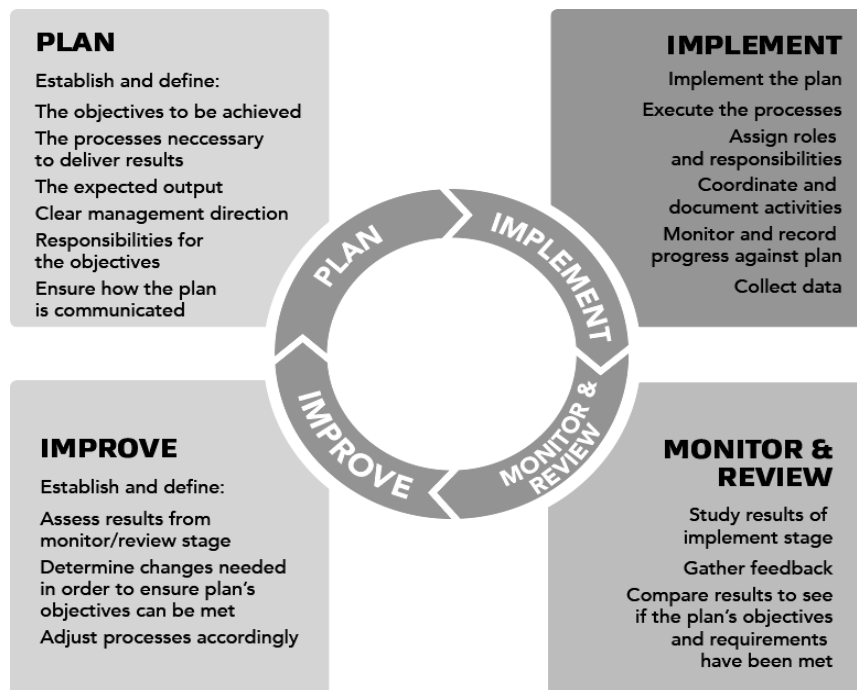 PLAN
Establish and define:
The objectives to be achieved
The processes neccessary
to deliver results
The expected output
Clear management direction
Responsibilities for
the objectives
Ensure how the plan
is communicated
IMPLEMENT
Implement the plan
Execute the processes
Assign roles
and responsibilities
Coordinate and
document activities
Monitor and record
progress against plan
Collect data
PLAN
IMPLEMENT
MONITOR &
REVIEW
IMPROVE
IMPROVE
Establish and define:
Assess results from
monitor/review stage
Determine changes needed
in order to ensure plan's
objectives can be met
Adjust processes accordingly
MONITOR &
REVIEW
Study results of
implement stage
Gather feedback
Compare results to see
if the plan's objectives
and requirements
have been met